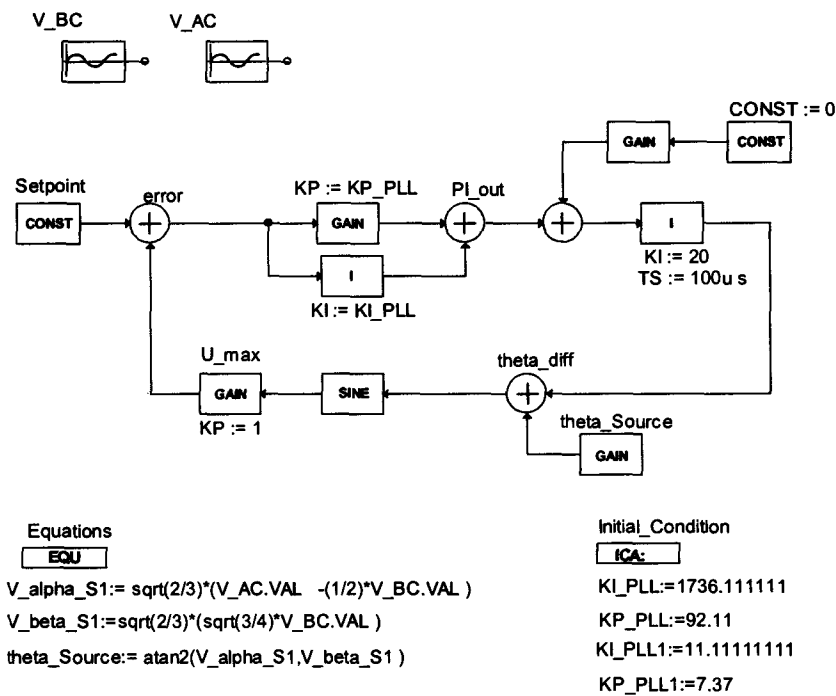 V_BC
V_AC
CONST := 0
GAIN
CONST
Setpoint
error
KP := KP_PLL
PI_out
CONST
GAIN
I
I
KI := 20
TS := 100u s
KI := KI_PLL
U_max
theta_diff
GAIN
SINE
KP := 1
theta_Source
GAIN
Equations
EQU
V_alpha_S1:= sqrt(2/3)*(V_AC.VAL -(1/2)*V_BC.VAL )
V_beta_S1:=sqrt(2/3)*(sqrt(3/4)*V_BC.VAL )
theta_Source:= atan2(V_alpha_S1,V_beta_S1 )
Initial_Condition
ICA:
KI_PLL:=1736.111111
KP_PLL:=92.11
KI_PLL1:=11.11111111
KP_PLL1:=7.37